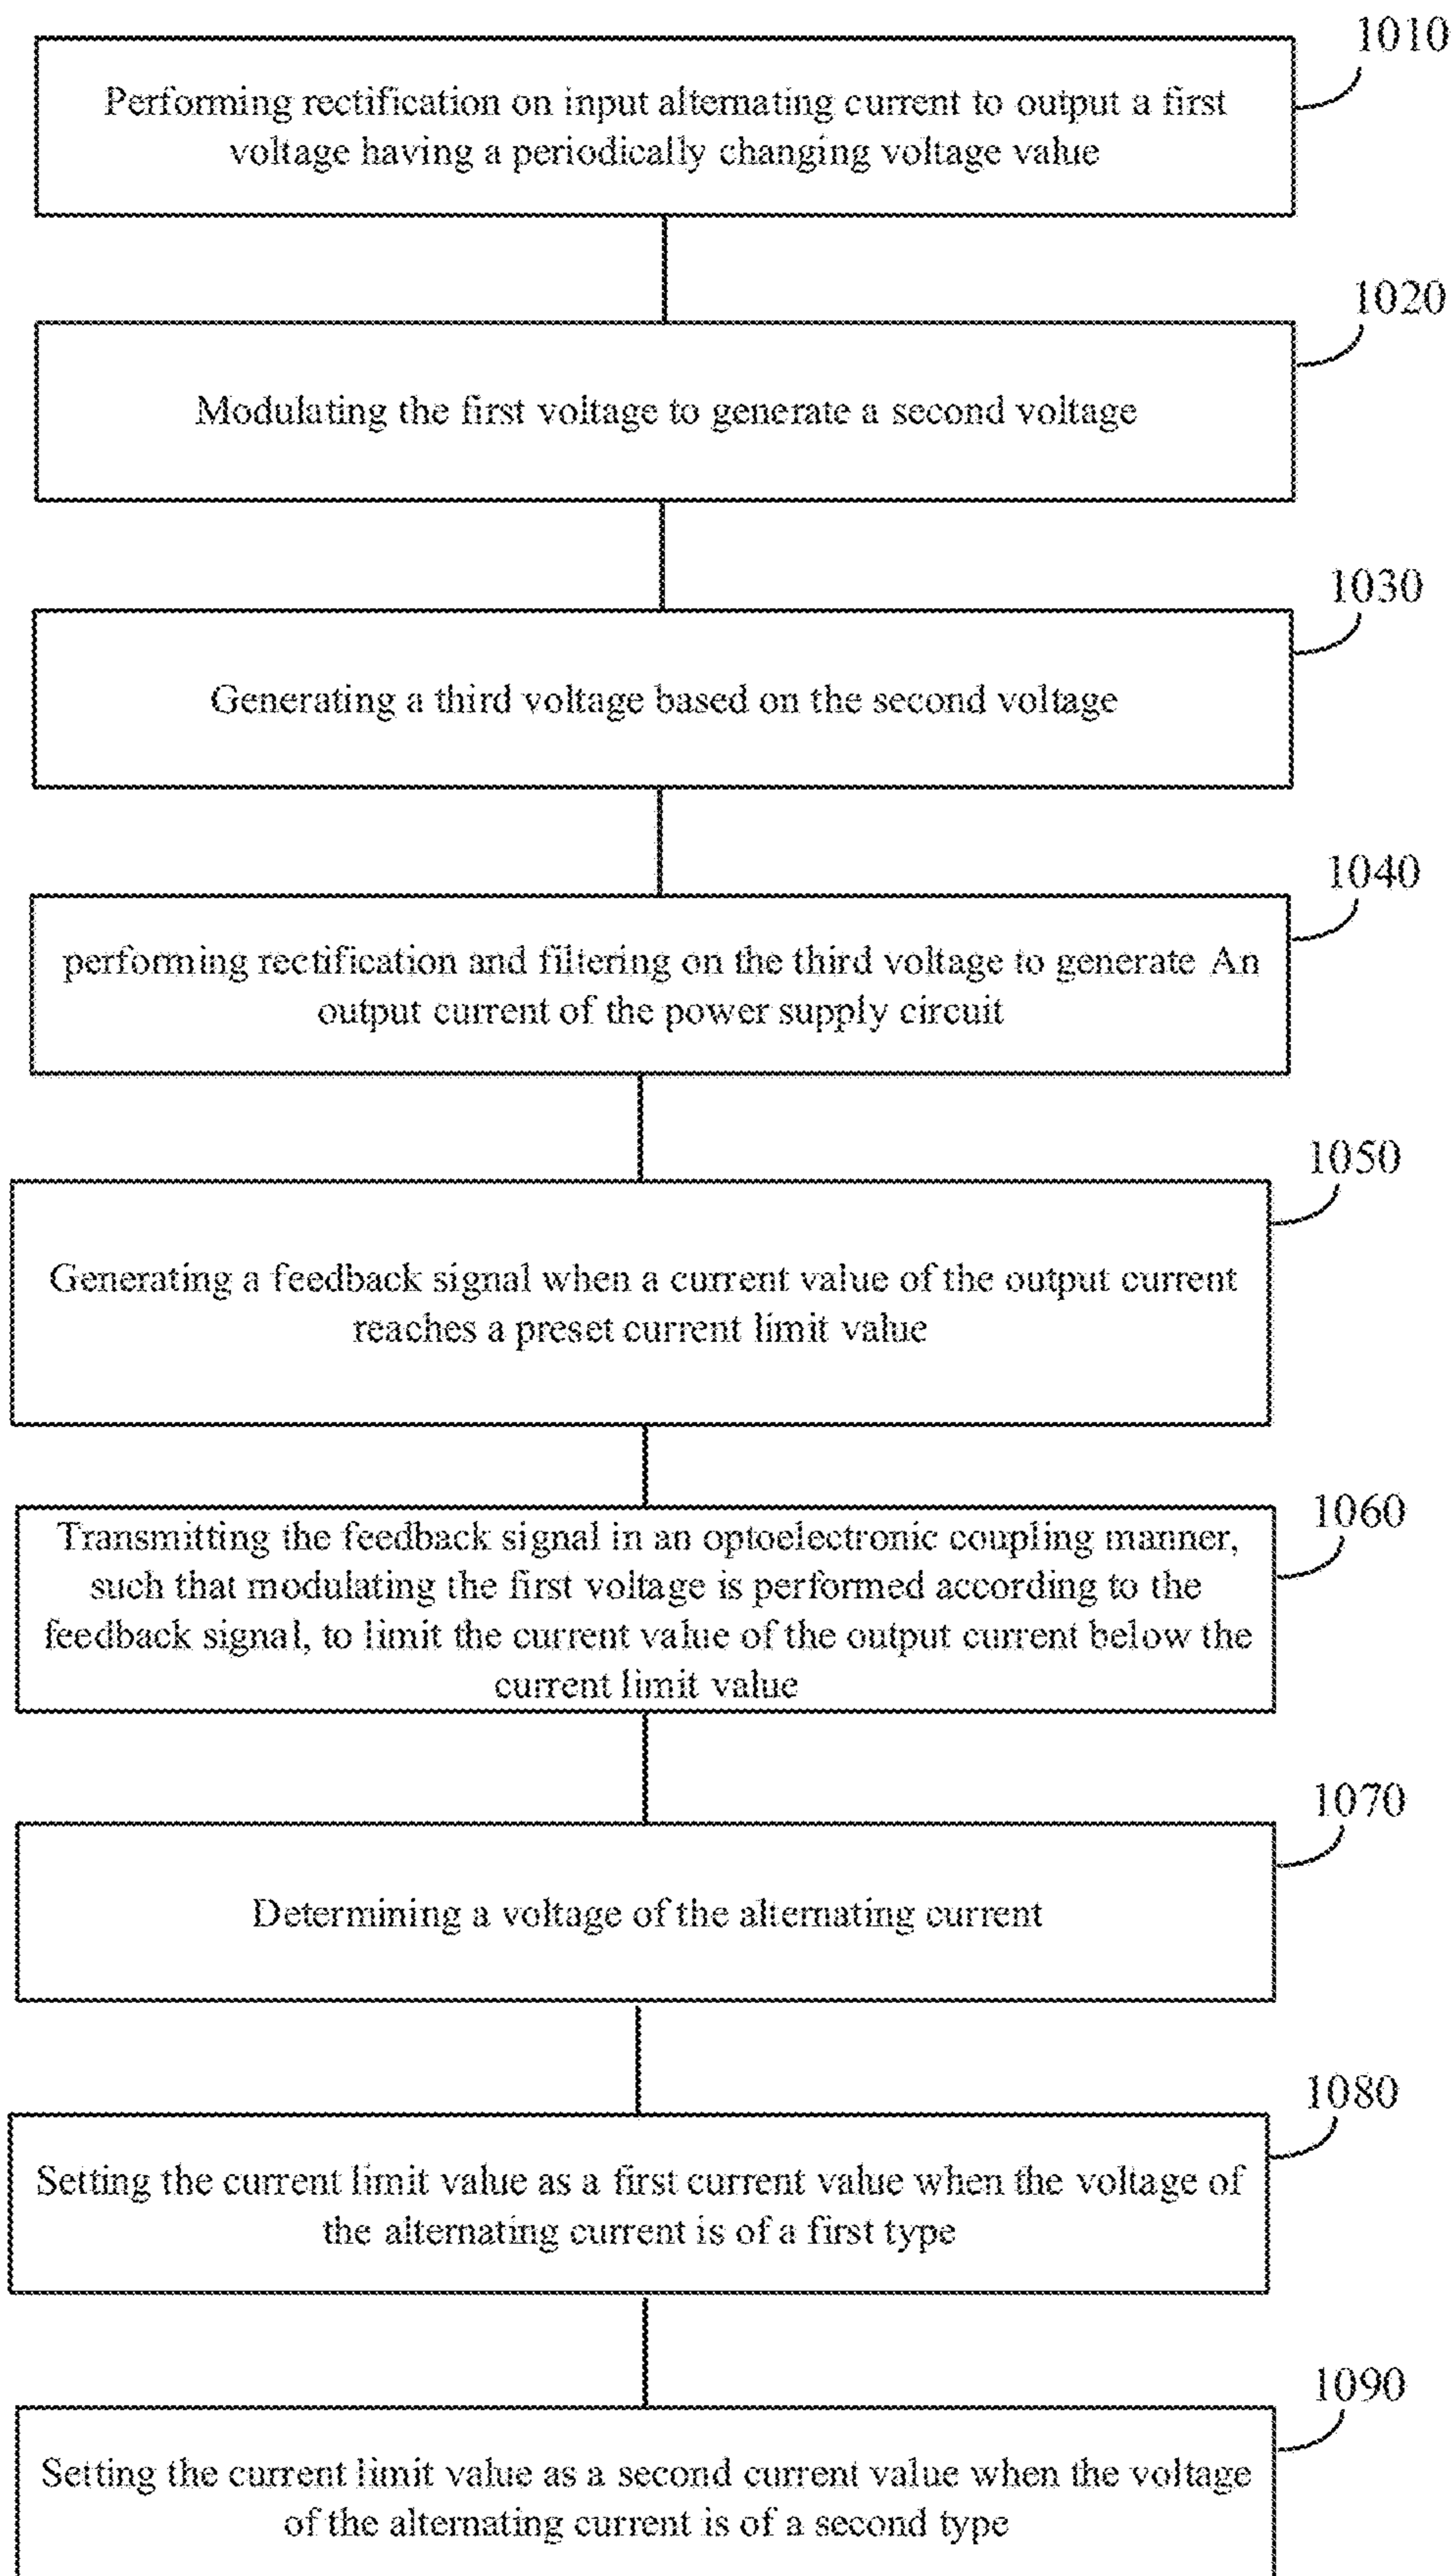 1010
Performing rectification on input alternating current to output a first
voltage having a periodically changing voltage value
1020
Modulating the first voltage to generate a second voltage
1030
Generating a third voltage based on the second voltage
1040
performing rectification and filtering on the third voltage to generate An
output current of the power supply circuit
1050
Generating a feedback signal when a current value of the output current
reaches a preset current limit value
1060
Transmitting the feedback signal in an optoelectronic coupling manner,
such that modulating the first voltage is performed according to the
feedback signal, to limit the current value of the output current below the
current limit value
1070
Determining a voltage of the alternating current
1080
Setting the current limit value as a first current value when the voltage of
the alternating current is of a first type
1090
Setting the current limit value as a second current value when the voltage
of the alternating current is of a second type